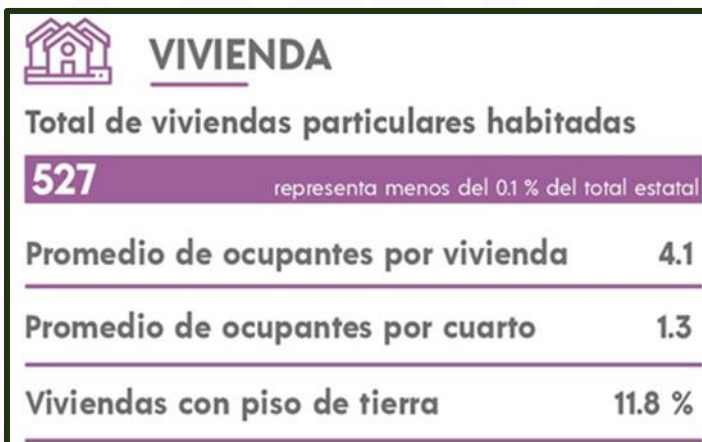 VIVIENDA
Total de viviendas particulares habitadas
527 representa menos del 0.1 % del total estatal
Promedio de ocupantes por vivienda 4.1
Promedio de ocupantes por cuarto 1.3
Viviendas con piso de tierra 11.8 %